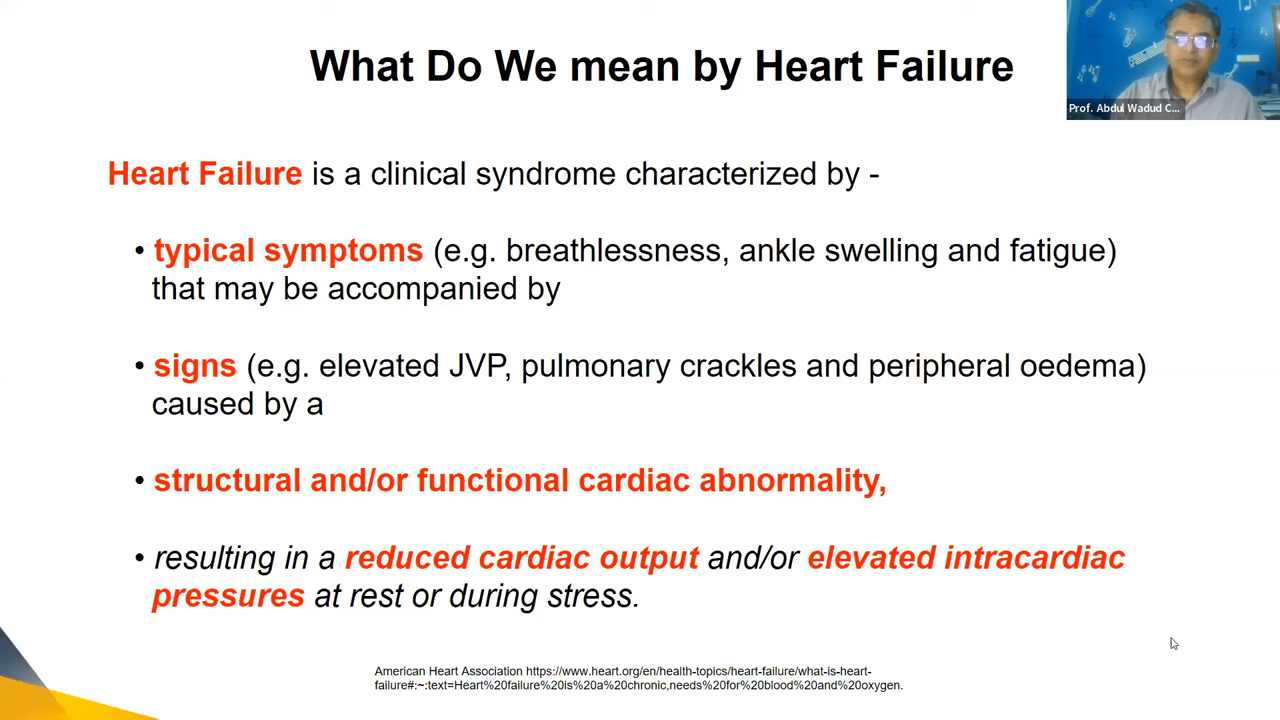 What Do We mean by Heart Failure
Prof. Abdul Wadud C...
Heart Failure is a clinical syndrome characterized by -
• typical symptoms (e.g. breathlessness, ankle swelling and fatigue)
that may be accompanied by
• signs (e.g. elevated JVP, pulmonary crackles and peripheral oedema)
caused by a
• structural and/or functional cardiac abnormality,
• resulting in a reduced cardiac output and/or elevated intracardiac
pressures at rest or during stress.
American Heart Association https://www.heart.org/en/health-topics/heart-failure/what-is-heart-
failure#:~:text=Heart%20failure%20is%20a%20chronic,needs%20for%20blood%20and%20oxygen.